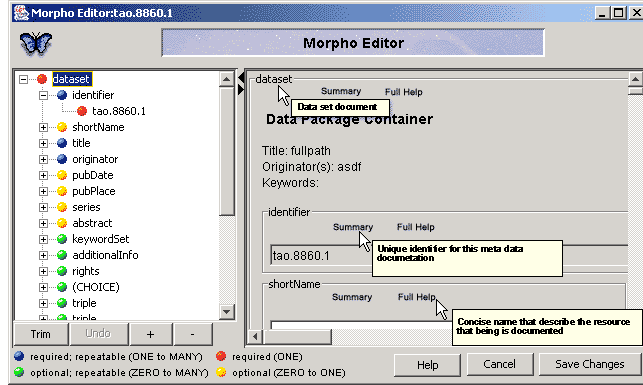 Morpho Editor:tao.8860.1
Morpho Editor
dataset
identifier
tao.8860.1
shortName
title
originator
pubDate
pubPlace
series
abstract
keywordSet
additionalInfo
rights
(CHOICE)
triple
triple
Trim
Undo
+
-
dataset
Summary
Full Help
Data set document
Data Package Container
Title: fullpath
Originator(s): asdf
Keywords:
identifier
Summary
Full Help
Unique identifier for this meta data
documetation
tao.8860.1
shortName
Summary
Full Help
Concise name that describe the resource
that being is documented
required; repeatable (ONE to MANY)
required (ONE)
optional; repeatable (ZERO to MANY)
optional (ZERO to ONE)
Help
Cancel
Save Changes